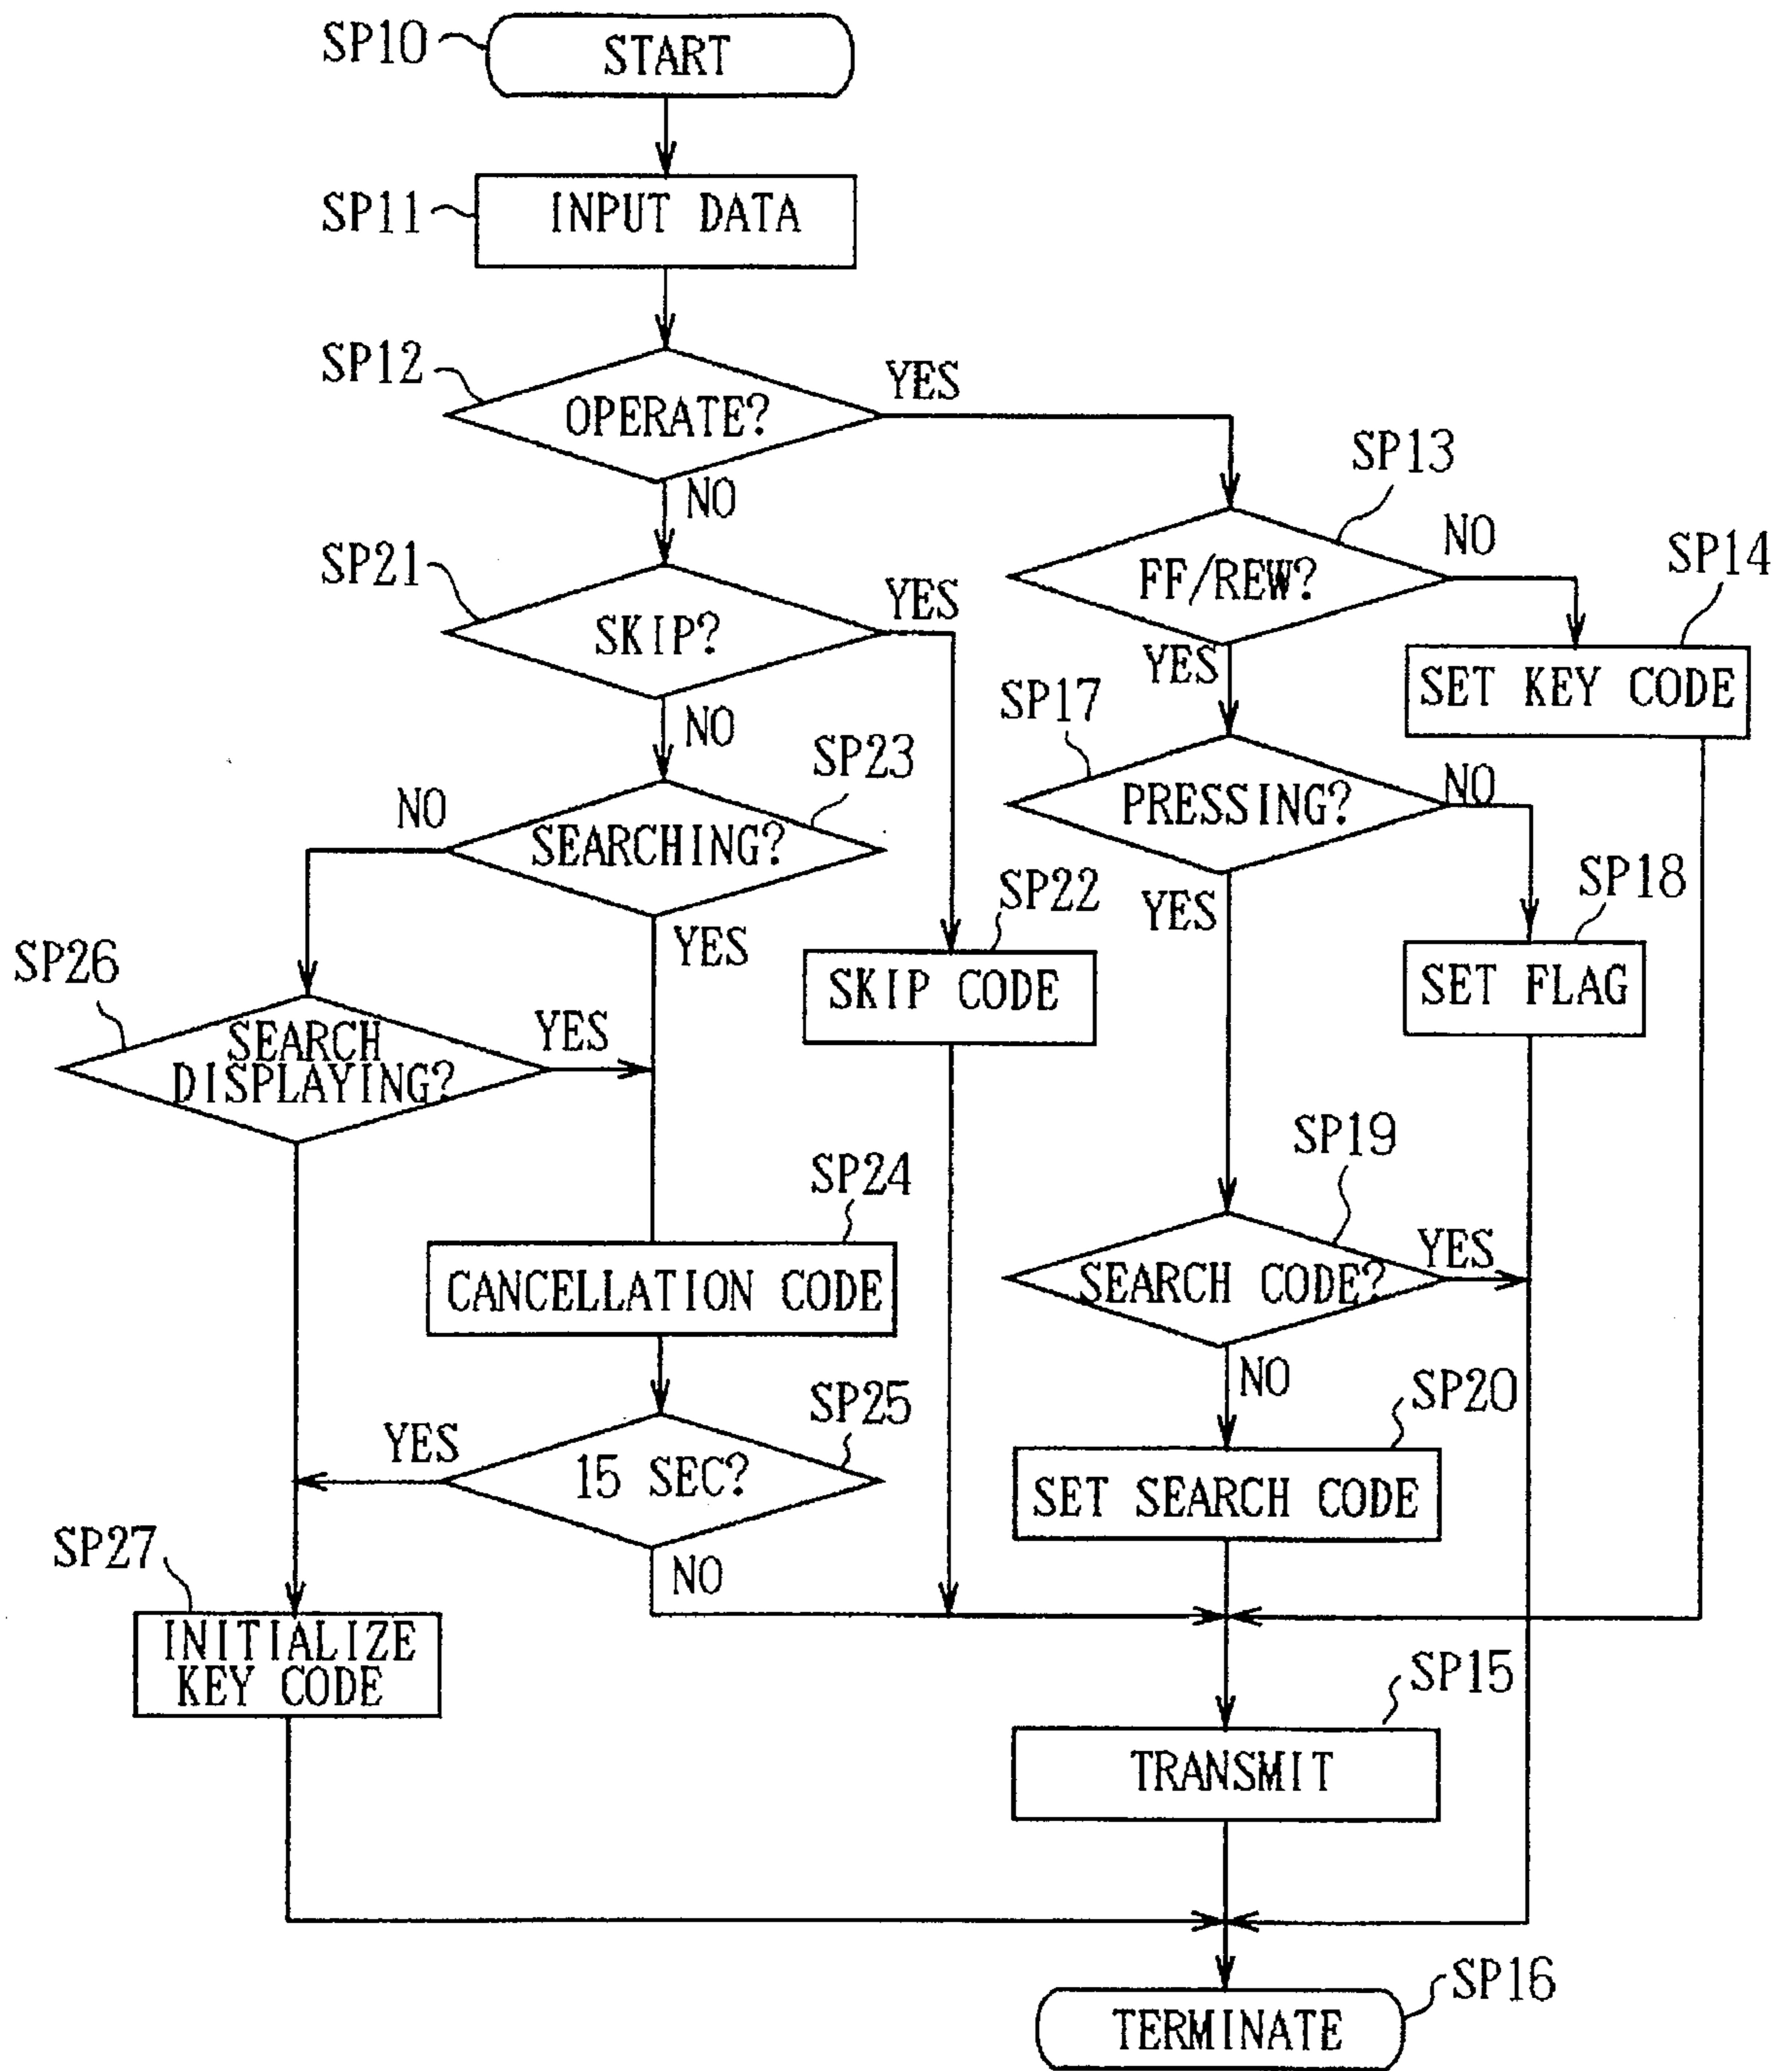 SP10
START
SP11
INPUT DATA
SP12
OPERATE?
YES
NO
SP13
FF/REW?
NO
YES
SP14
SET KEY CODE
SP21
SKIP?
YES
NO
SP17
PRESSING?
NO
YES
SP23
SEARCHING?
NO
YES
SP22
SKIP CODE
SP18
SET FLAG
SP26
SEARCH
DISPLAYING?
YES
SP24
CANCELLATION CODE
SP19
SEARCH CODE?
YES
NO
SP25
15 SEC?
YES
NO
SP20
SET SEARCH CODE
SP27
INITIALIZE
KEY CODE
SP15
TRANSMIT
SP16
TERMINATE